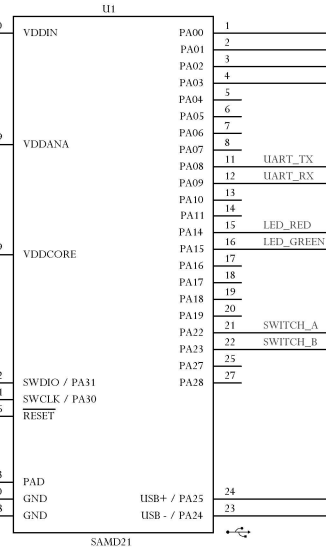 U1
VDDIN PA00 1
PA01 2
PA02 3
PA03 4
PA04 5
PA05 6
PA06 7
9 VDDANA PA07 8
PA08 11 UART_TX
PA09 12 UART_RX
PA10 13
PA11 14
PA14 15 LED_RED
9 VDDCORE PA15 16 LED_GREEN
PA16 17
PA17 18
PA18 19
PA19 20
PA22 21 SWITCH_A
PA23 22 SWITCH_B
PA27 25
SWDIO / PA31 PA28 27
SWCLK / PA30
RESET
PAD
GND USB+ / PA25 24
GND USB - / PA24 23
SAMD21